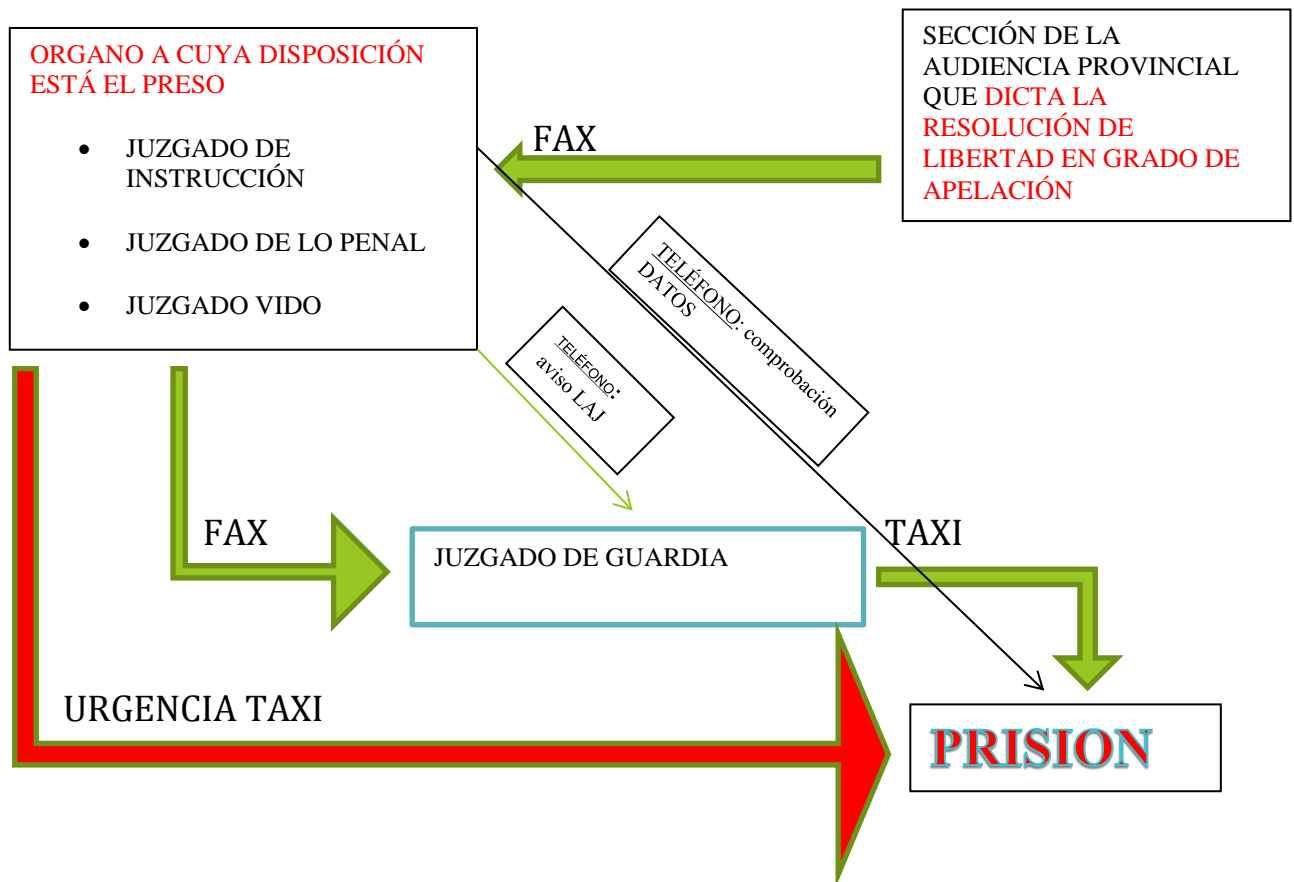 ORGANO A CUYA DISPOSICIÓN
ESTÁ EL PRESO
• JUZGADO DE
INSTRUCCIÓN
• JUZGADO DE LO PENAL
• JUZGADO VIDO
SECCIÓN DE LA
AUDIENCIA PROVINCIAL
QUE DICTA LA
RESOLUCIÓN DE
LIBERTAD EN GRADO DE
APELACIÓN
FAX
TELÉFONO: comprobación
DATOS
TELÉFONO:
aviso LAJ
FAX
JUZGADO DE GUARDIA
TAXI
URGENCIA TAXI
PRISION